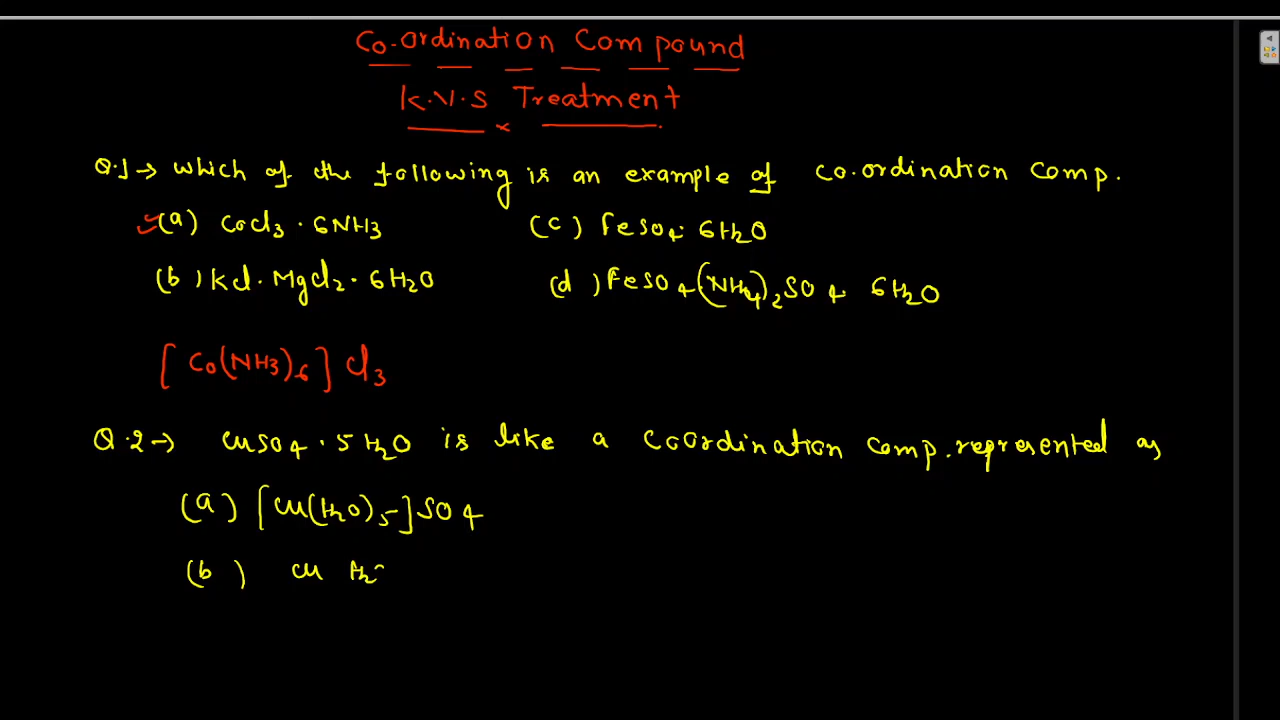 Co.ordination Compound
K.V.S Treatment
Q.1→ which of the following is an example of co.ordination comp.
(a) CoCl3 · 6NH3 (c) FeSO4· 6H2O
(b) KCl · MgCl2 · 6H2O (d) FeSO4(NH4)2SO4· 6H2O
[Co(NH3)6]Cl3
Q.2→ CuSO4 · 5H2O is like a coordination comp. represented as
(a) [Cu(H2O)5]SO4
(b) Cu H2